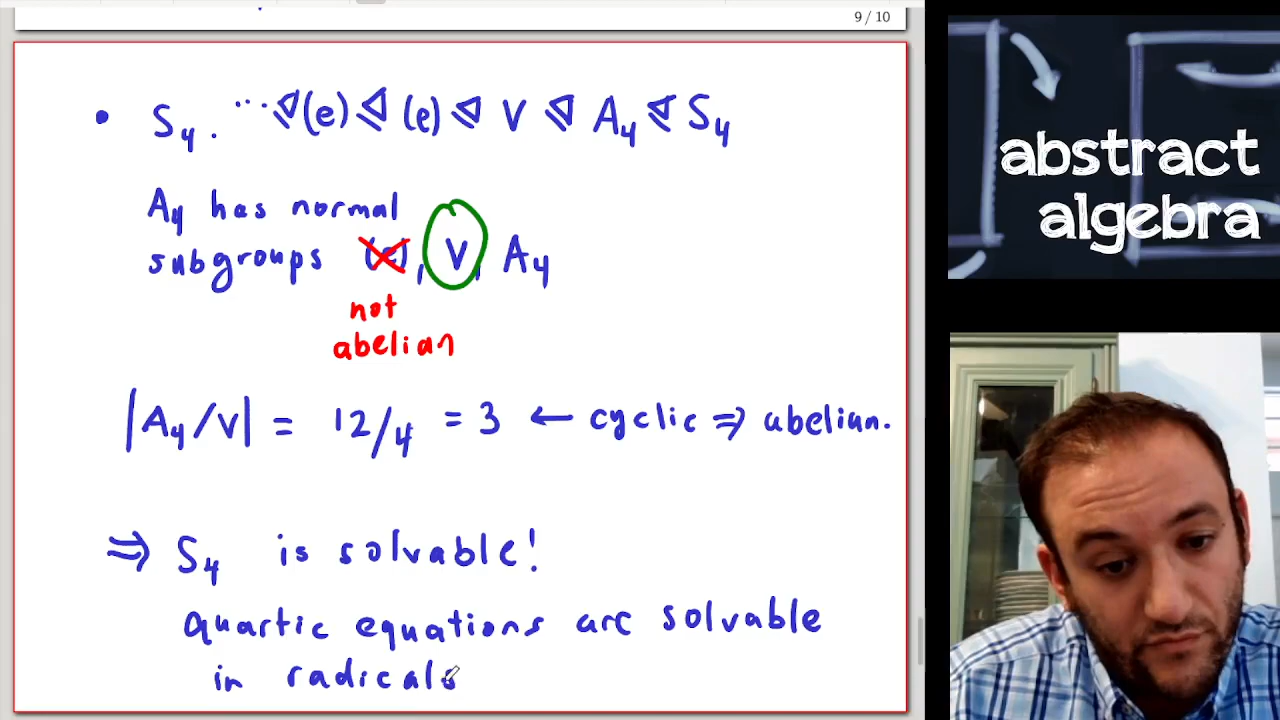 9 / 10
• S₄. ⋯ ⊴ (e) ⊴ (e) ⊴ V ⊴ A₄ ⊴ S₄
A₄ has normal
subgroups (e), V, A₄
not
abelian
|A₄/V| = 12/4 = 3 ← cyclic ⇒ abelian.
⇒ S₄ is solvable!
quartic equations are solvable
in radicals
abstract
algebra